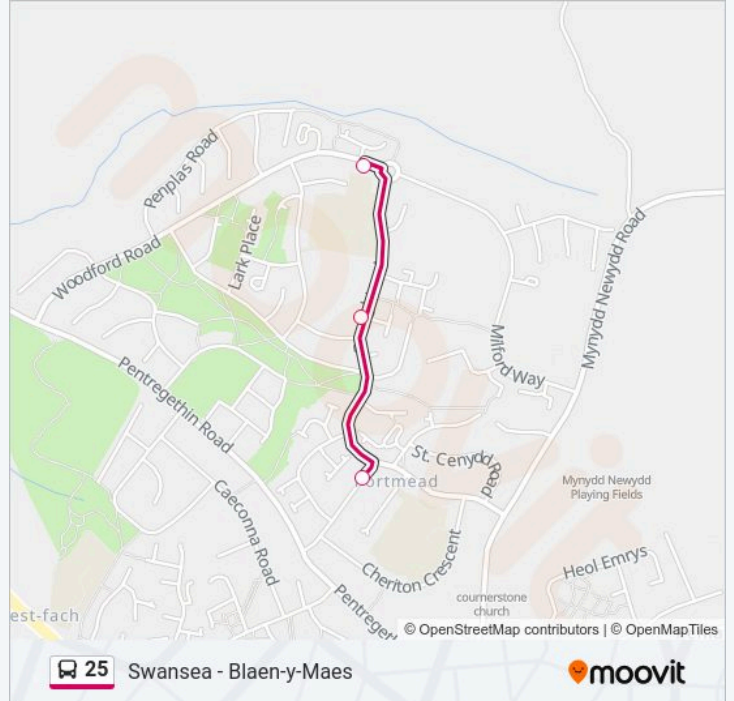 Penplas Road
Lark Place
Woodford Road
Mynydd Newydd Road
Milford Way
Pentregethin Road
St. Cenydd Road
Portmead
Mynydd Newydd
Playing Fields
Caeconna Road
Cheriton Crescent
Heol Emrys
cournerstone
church
est-fach
Pentregeth
© OpenStreetMap contributors | © OpenMapTiles
25 Swansea - Blaen-y-Maes
moovit